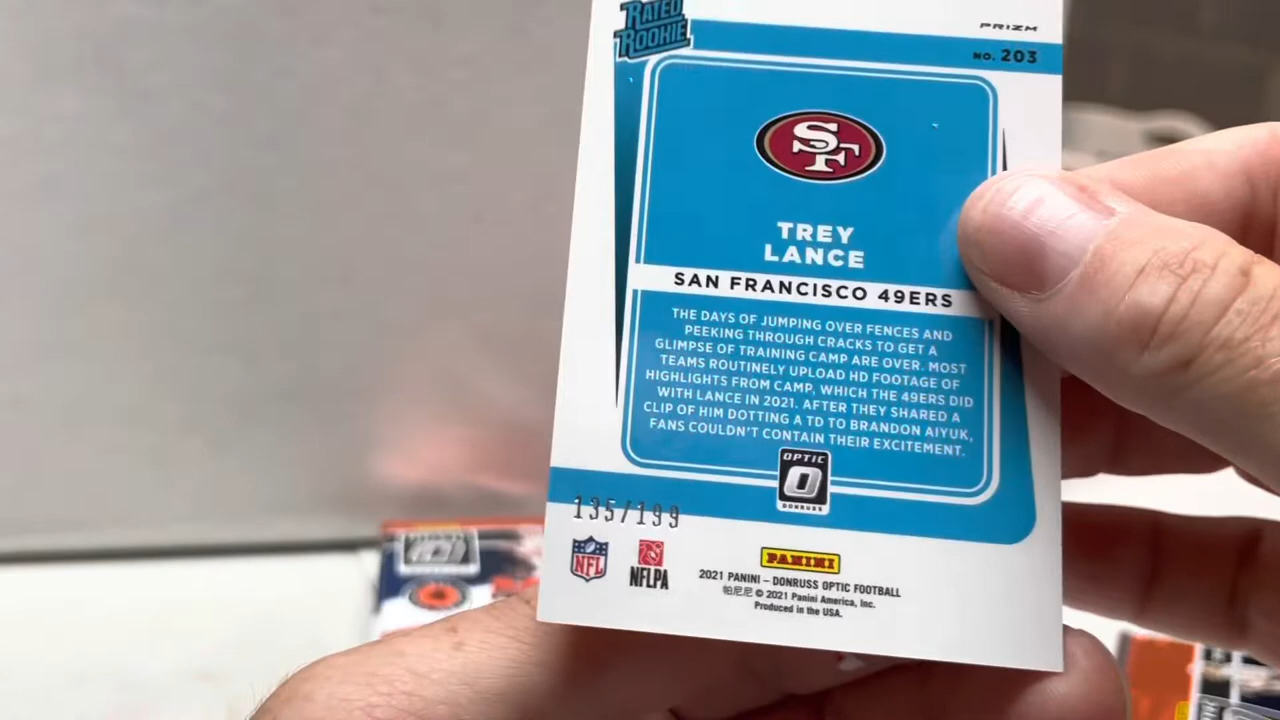 RATED
ROOKIE
PRIZM
NO. 203
SF
TREY
LANCE
SAN FRANCISCO 49ERS
THE DAYS OF JUMPING OVER FENCES AND
PEEKING THROUGH CRACKS TO GET A
GLIMPSE OF TRAINING CAMP ARE OVER. MOST
TEAMS ROUTINELY UPLOAD HD FOOTAGE OF
HIGHLIGHTS FROM CAMP, WHICH THE 49ERS DID
WITH LANCE IN 2021. AFTER THEY SHARED A
CLIP OF HIM DOTTING A TD TO BRANDON AIYUK,
FANS COULDN'T CONTAIN THEIR EXCITEMENT.
OPTIC
O
DONRUSS
135/199
NFL
NFLPA
PANINI
2021 PANINI – DONRUSS OPTIC FOOTBALL
帕尼尼 © 2021 Panini America, Inc.
Produced in the USA.